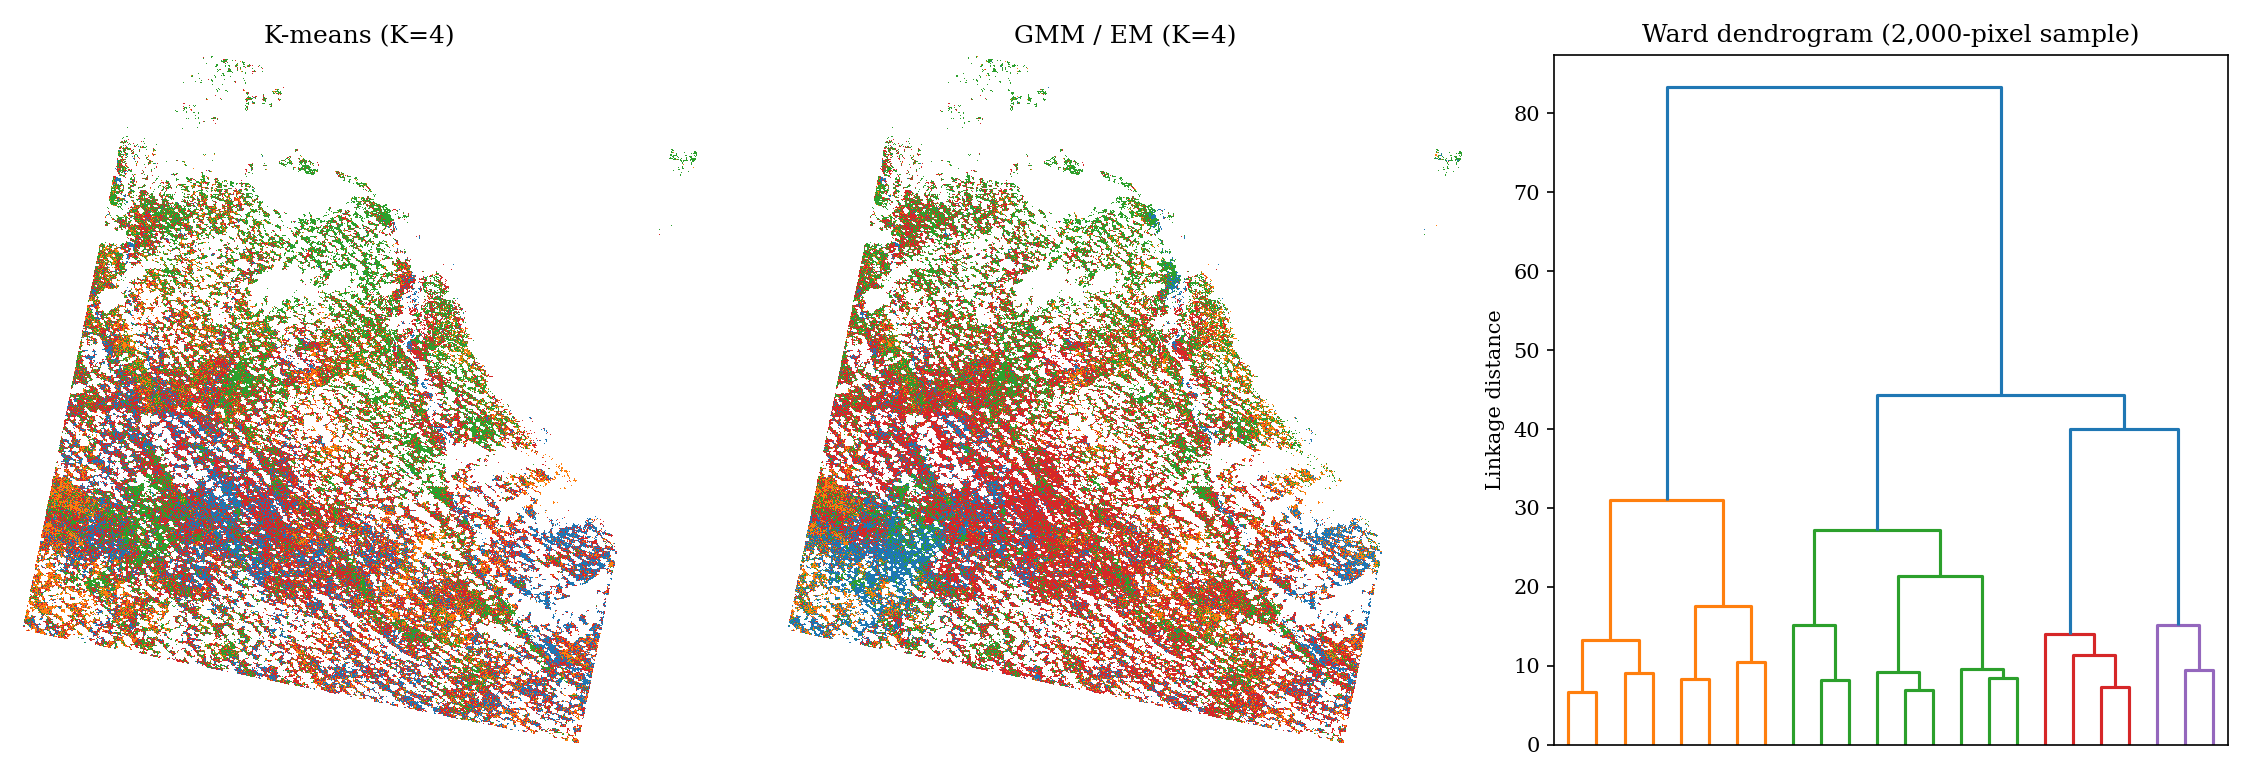 K-means (K=4)
GMM / EM (K=4)
Ward dendrogram (2,000-pixel sample)
Linkage distance
80
70
60
50
40
30
20
10
0